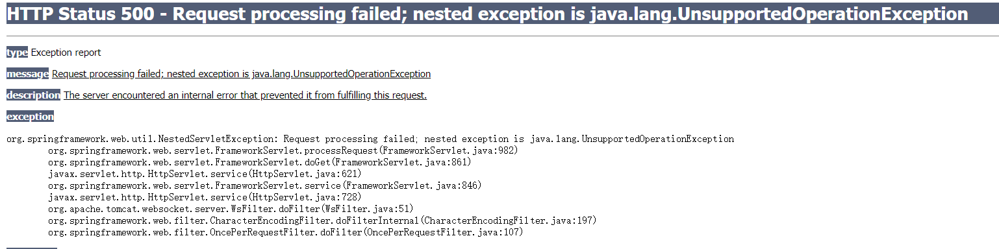 HTTP Status 500 - Request processing failed; nested exception is java.lang.UnsupportedOperationException
type Exception report
message Request processing failed; nested exception is java.lang.UnsupportedOperationException
description The server encountered an internal error that prevented it from fulfilling this request.
exception
org.springframework.web.util.NestedServletException: Request processing failed; nested exception is java.lang.UnsupportedOperationException
org.springframework.web.servlet.FrameworkServlet.processRequest(FrameworkServlet.java:982)
org.springframework.web.servlet.FrameworkServlet.doGet(FrameworkServlet.java:861)
javax.servlet.http.HttpServlet.service(HttpServlet.java:621)
org.springframework.web.servlet.FrameworkServlet.service(FrameworkServlet.java:846)
javax.servlet.http.HttpServlet.service(HttpServlet.java:728)
org.apache.tomcat.websocket.server.WsFilter.doFilter(WsFilter.java:51)
org.springframework.web.filter.CharacterEncodingFilter.doFilterInternal(CharacterEncodingFilter.java:197)
org.springframework.web.filter.OncePerRequestFilter.doFilter(OncePerRequestFilter.java:107)